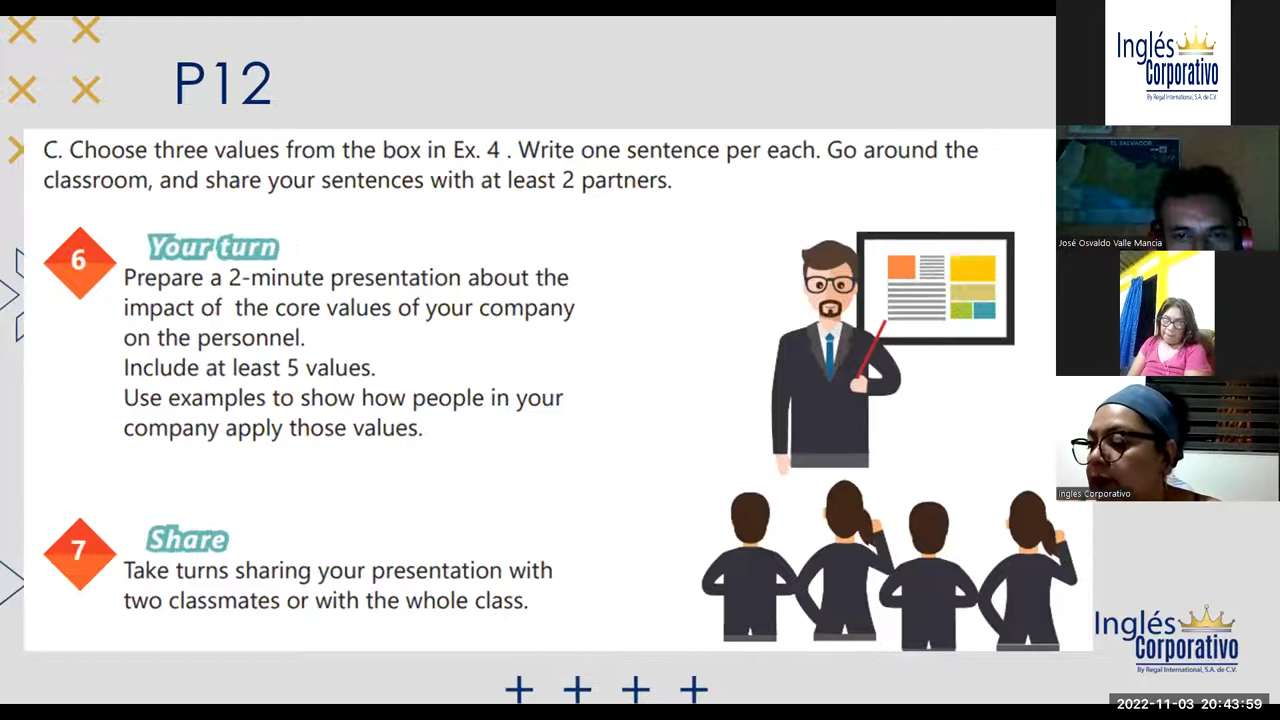 P12
C. Choose three values from the box in Ex. 4 . Write one sentence per each. Go around the
classroom, and share your sentences with at least 2 partners.
6
Your turn
Prepare a 2-minute presentation about the
impact of the core values of your company
on the personnel.
Include at least 5 values.
Use examples to show how people in your
company apply those values.
7
Share
Take turns sharing your presentation with
two classmates or with the whole class.
Inglés
Corporativo
By Regal International, S.A. de C.V.
EL SALVADOR
José Osvaldo Valle Mancia
Inglés Corporativo
Inglés
Corporativo
By Regal International, S.A. de C.V.
2022-11-03 20:43:59